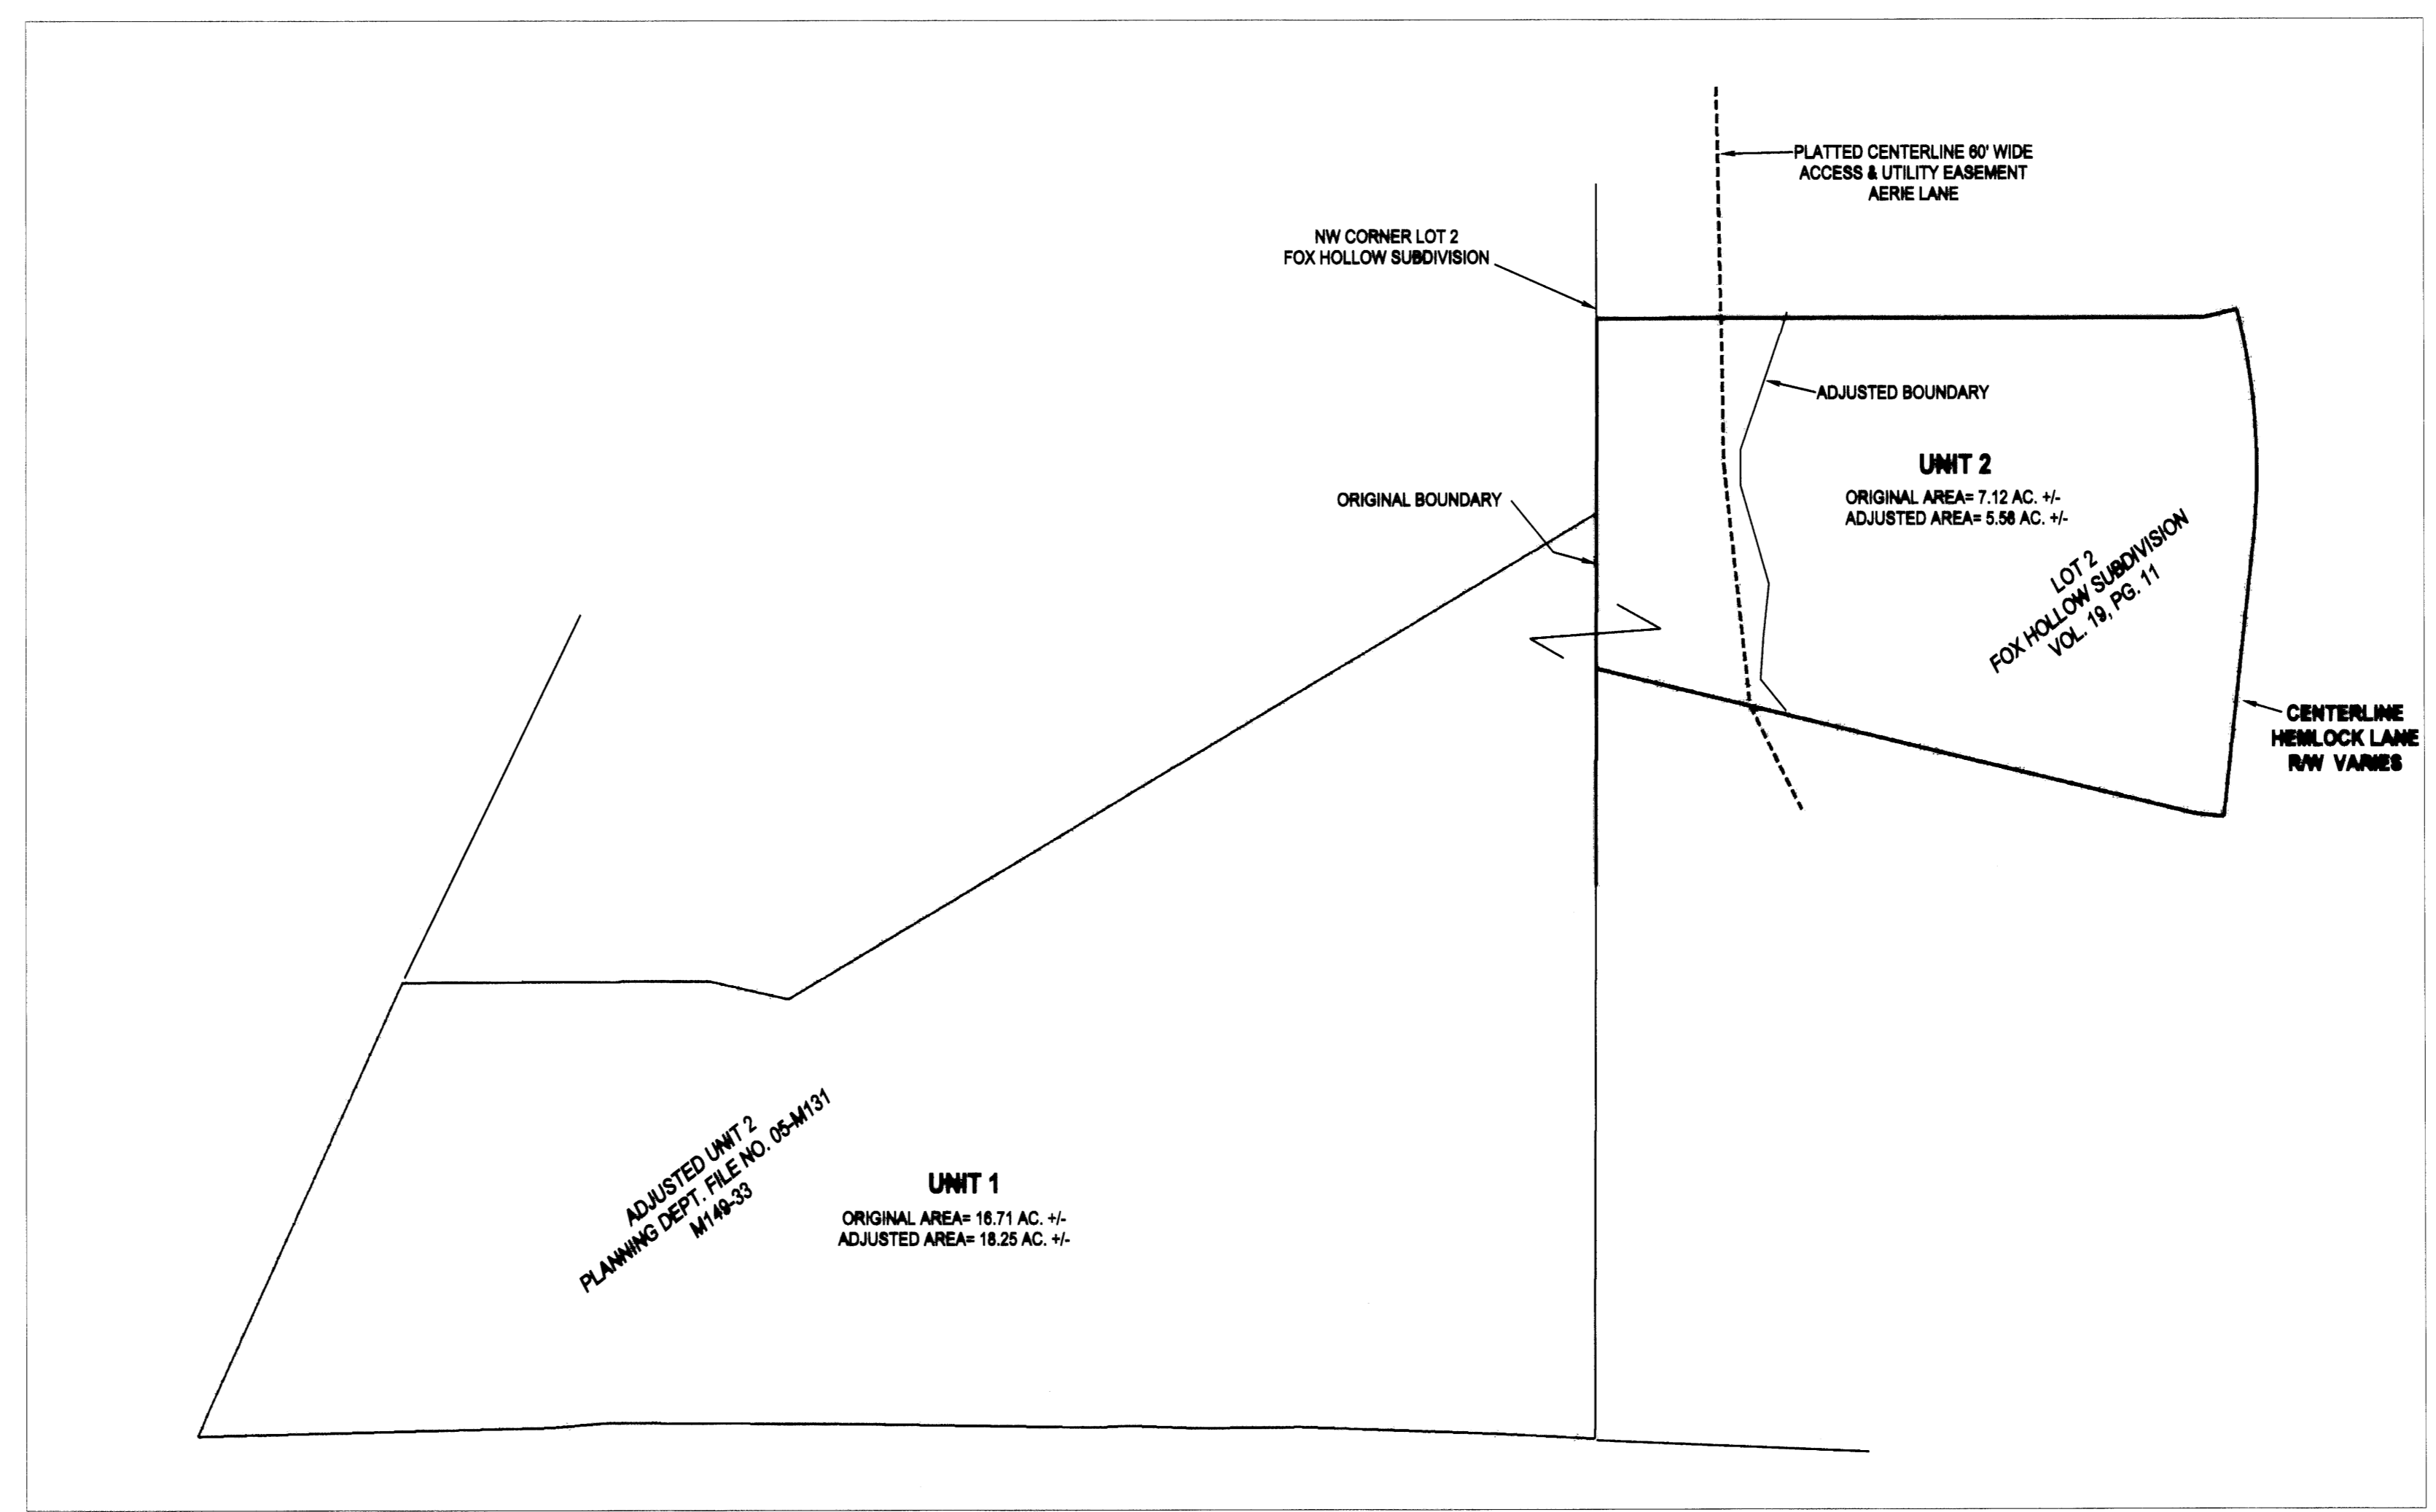 PLATTED CENTERLINE 60' WIDE
ACCESS & UTILITY EASEMENT
AERIE LANE
NW CORNER LOT 2
FOX HOLLOW SUBDIVISION
ADJUSTED BOUNDARY
UNIT 2
ORIGINAL AREA= 7.12 AC. +/-
ADJUSTED AREA= 5.58 AC. +/-
ORIGINAL BOUNDARY
LOT 2
FOX HOLLOW SUBDIVISION
VOL. 19, PG. 11
CENTERLINE
HEMLOCK LANE
R/W VARIES
ADJUSTED UNIT 2
PLANNING DEPT. FILE NO. 05-M131
M149-33
UNIT 1
ORIGINAL AREA= 16.71 AC. +/-
ADJUSTED AREA= 18.25 AC. +/-